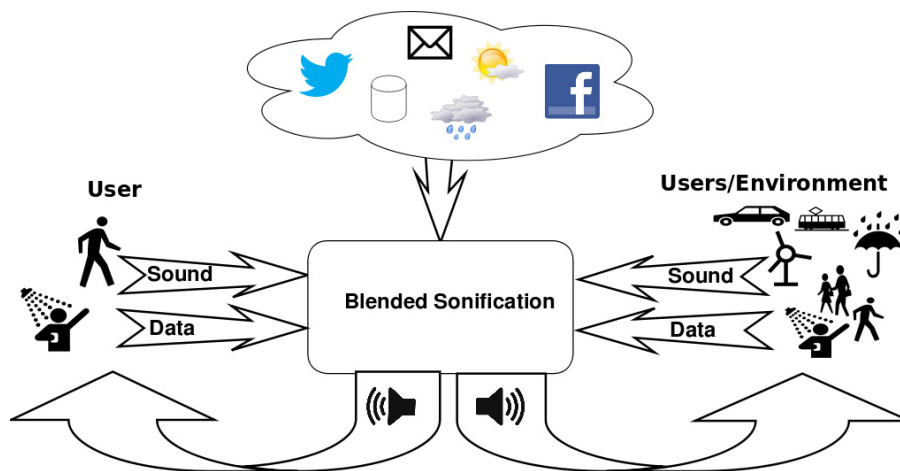 f
User
Users/Environment
Sound
Sound
Blended Sonification
Data
Data